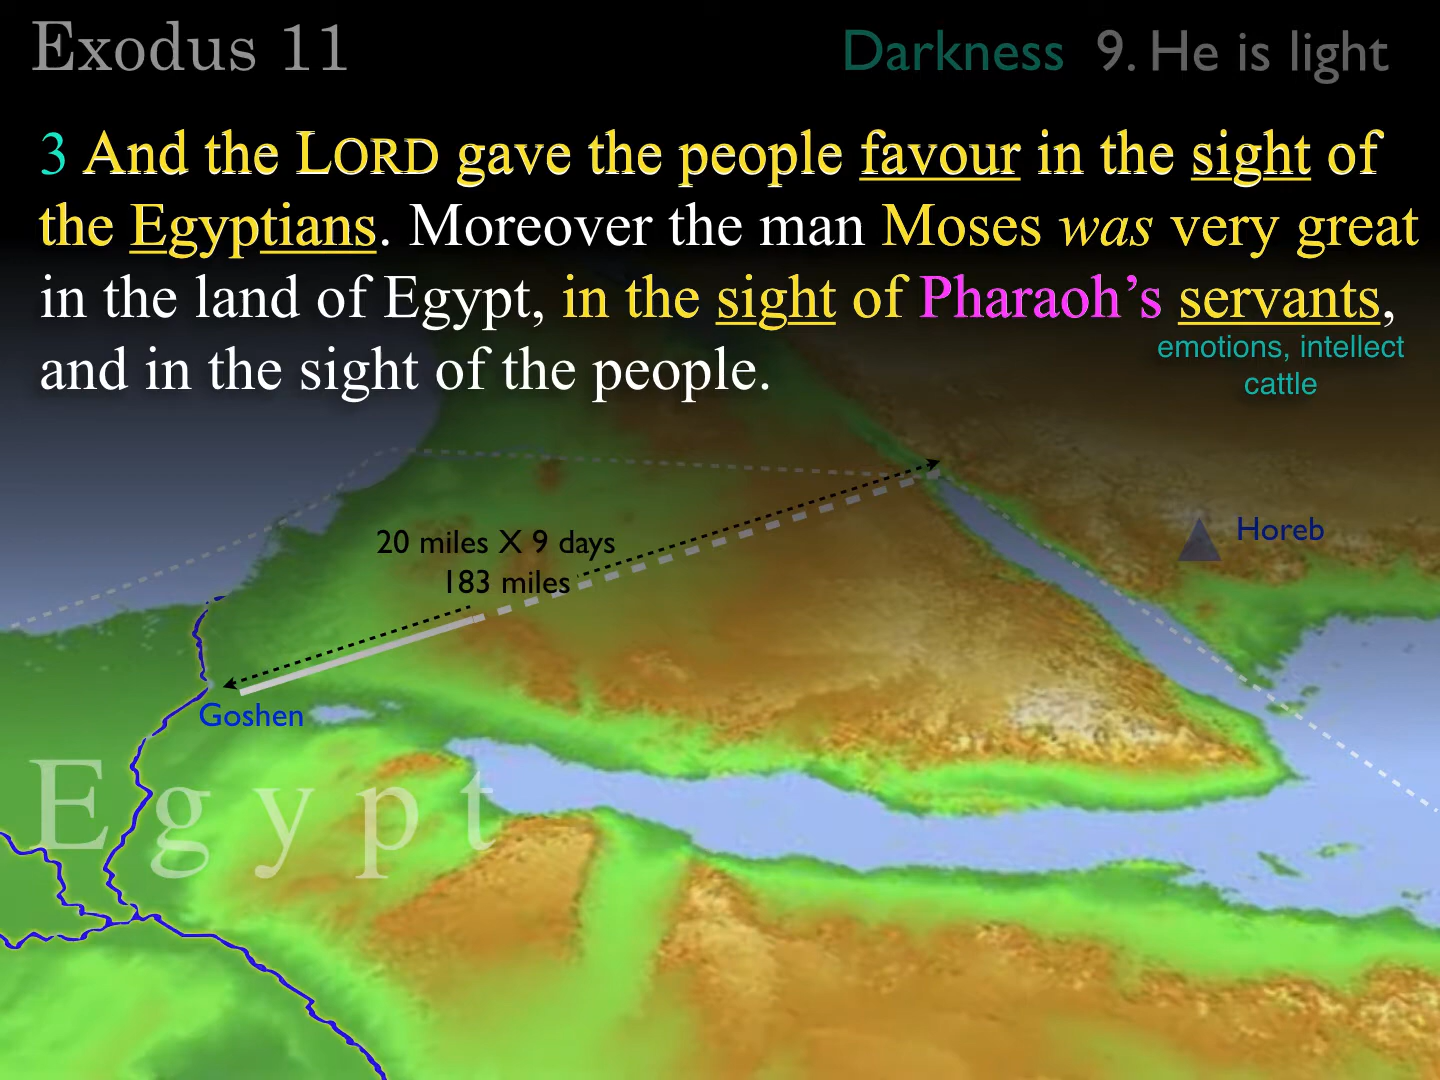 Exodus 11
Darkness 9. He is light
3 And the LORD gave the people favour in the sight of
the Egyptians. Moreover the man Moses was very great
in the land of Egypt, in the sight of Pharaoh’s servants,
emotions, intellect
cattle
and in the sight of the people.
20 miles X 9 days
183 miles
Horeb
Goshen
Egypt